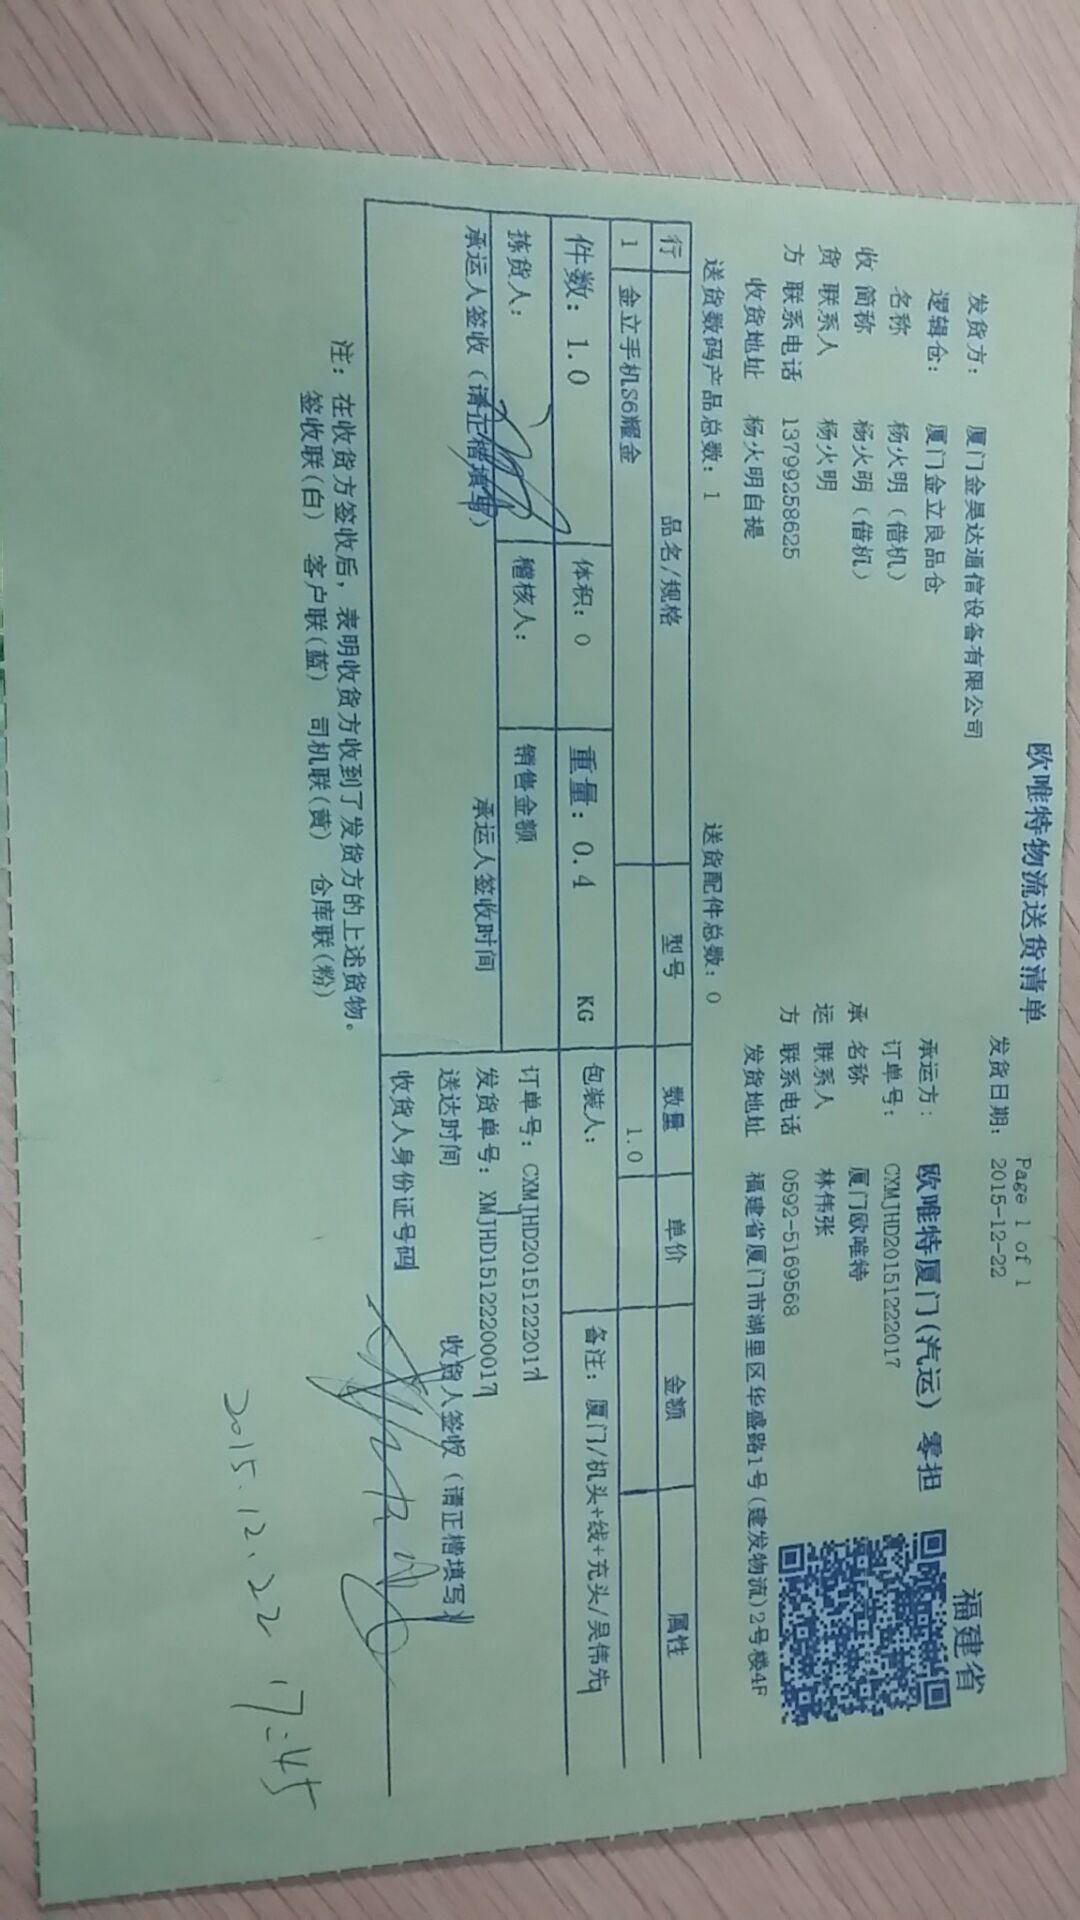 欧唯特物流送货清单
Page 1 of 1
发货日期: 2015-12-22
福建省
发货方: 厦门金昊达通信设备有限公司
承运方: 欧唯特厦门(汽运) 零担
逻辑仓: 厦门金立良品仓
订单号: CXMJHD20151222017
名称 杨火明(借机)
承 名称 厦门欧唯特
收 简称 杨火明(借机)
运 联系人 林伟张
货 联系人 杨火明
方 联系电话 0592-5169568
方 联系电话 13799258625
发货地址 福建省厦门市湖里区华盛路1号(建发物流)2号楼4F
收货地址 杨火明自提
送货数码产品总数: 1 送货配件总数: 0
行 品名/规格 型号 数量 单价 金额 属性
1 金立手机S6耀金 1.0
件数: 1.0 体积: 0 重量: 0.4 KG 包装人: 备注: 厦门/机头+线+充头/吴伟先
拣货人: 稽核人: 销售金额
订单号: CXMJHD20151222017
发货单号: XMJHD15122200017
承运人签收(请正楷填写) 承运人签收时间
送达时间 收货人签收(请正楷填写)
收货人身份证号码
注: 在收货方签收后, 表明收货方收到了发货方的上述货物。
签收联(白) 客户联(蓝) 司机联(黄) 仓库联(粉)
2015.12.22 17:45